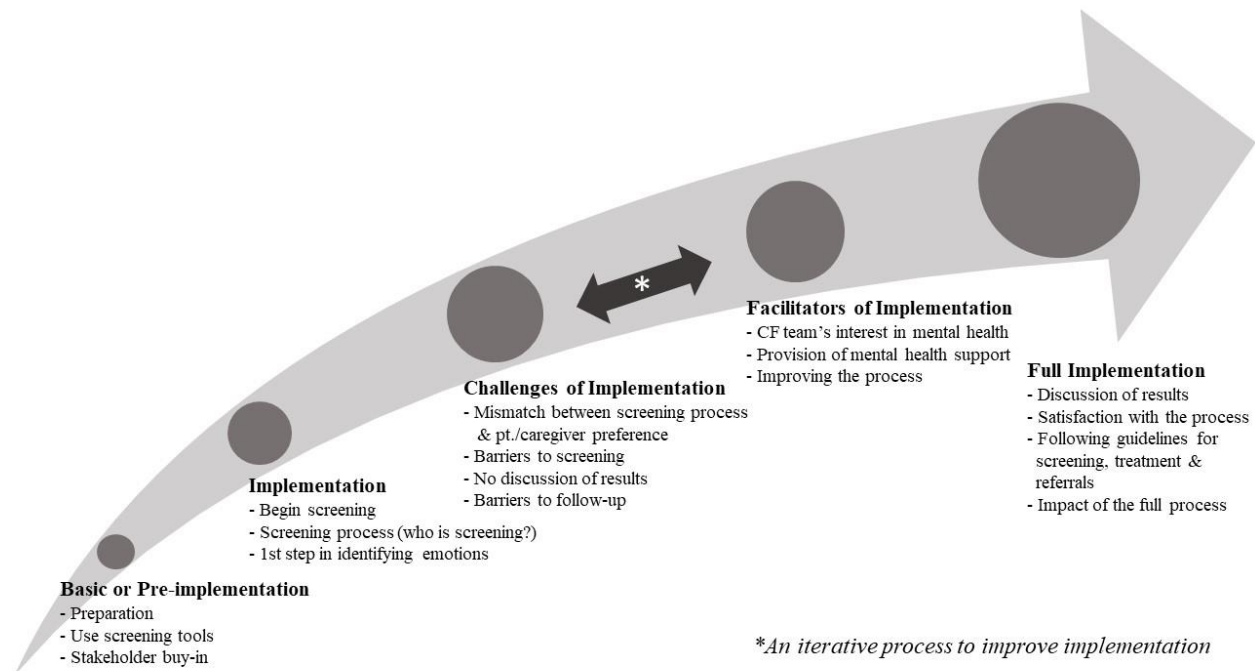 Basic or Pre-implementation
- Preparation
- Use screening tools
- Stakeholder buy-in
Implementation
- Begin screening
- Screening process (who is screening?)
- 1st step in identifying emotions
Challenges of Implementation
- Mismatch between screening process
& pt./caregiver preference
- Barriers to screening
- No discussion of results
- Barriers to follow-up
*
Facilitators of Implementation
- CF team's interest in mental health
- Provision of mental health support
- Improving the process
Full Implementation
- Discussion of results
- Satisfaction with the process
- Following guidelines for
screening, treatment &
referrals
- Impact of the full process
*An iterative process to improve implementation